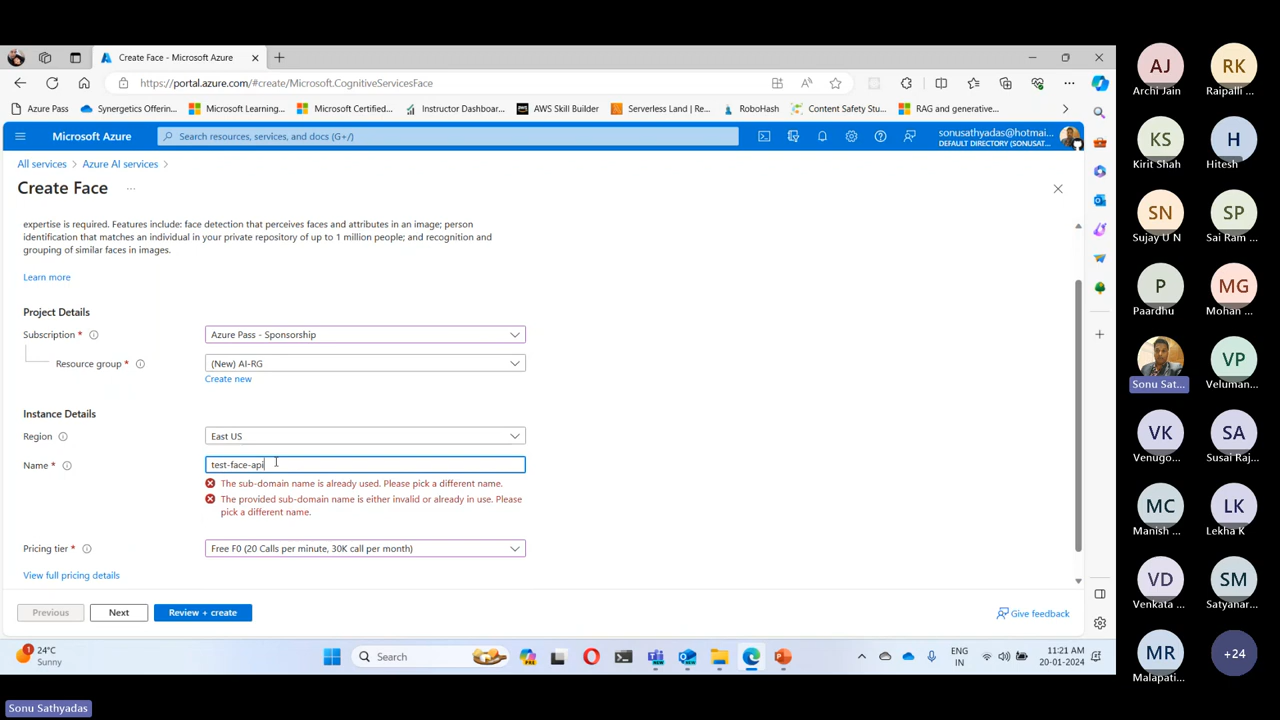 Create Face - Microsoft Azure
https://portal.azure.com/#create/Microsoft.CognitiveServicesFace
Azure Pass
Synergetics Offerin...
Microsoft Learning...
Microsoft Certified...
Instructor Dashboar...
AWS Skill Builder
Serverless Land | Re...
RoboHash
Content Safety Stu...
RAG and generative...
Microsoft Azure
Search resources, services, and docs (G+/)
sonusathyadas@hotmai...
DEFAULT DIRECTORY (SONUSAT...
All services
Azure AI services
Create Face
...
expertise is required. Features include: face detection that perceives faces and attributes in an image; person
identification that matches an individual in your private repository of up to 1 million people; and recognition and
grouping of similar faces in images.
Learn more
Project Details
Subscription *
Azure Pass - Sponsorship
Resource group *
(New) AI-RG
Create new
Instance Details
Region
East US
Name *
test-face-api
The sub-domain name is already used. Please pick a different name.
The provided sub-domain name is either invalid or already in use. Please
pick a different name.
Pricing tier *
Free F0 (20 Calls per minute, 30K call per month)
View full pricing details
Previous
Next
Review + create
Give feedback
1
24°C
Sunny
Search
ENG
IN
11:21 AM
20-01-2024
Sonu Sathyadas
AJ
Archi Jain
RK
Raipalli ...
KS
Kirit Shah
H
Hitesh
SN
Sujay U N
SP
Sai Ram ...
P
Paardhu
MG
Mohan ...
Sonu Sat...
VP
Veluman...
VK
Venugo...
SA
Susai Raj...
MC
Manish ...
LK
Lekha K
VD
Venkata ...
SM
Satyanar...
MR
Malapati...
+24